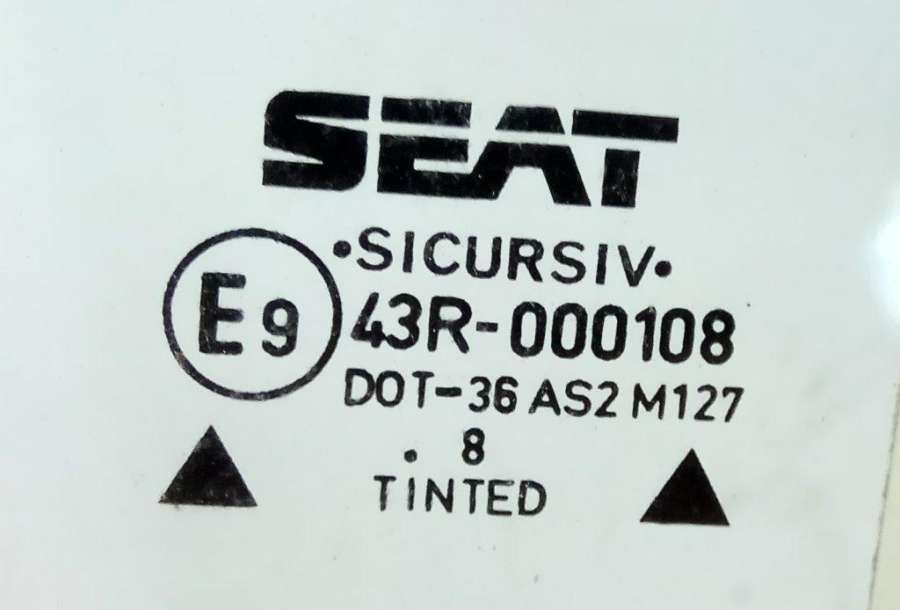 SEAT
•SICURSIV•
E9 43R-000108
DOT-36 AS2 M127
. 8
TINTED